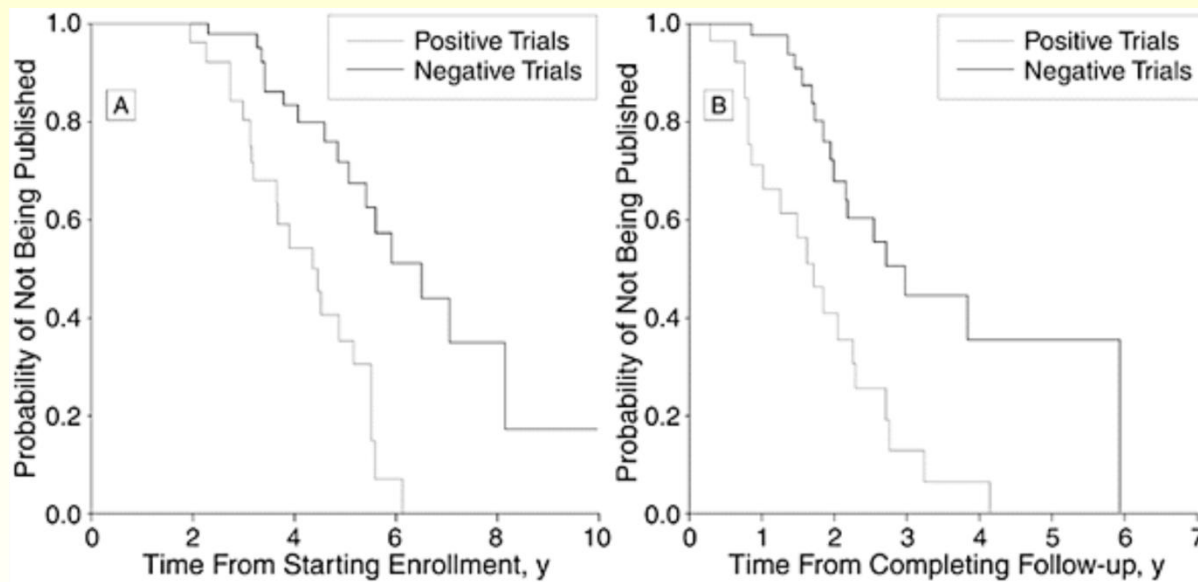 Positive Trials
Negative Trials
A
Probability of Not Being Published
1.0
0.8
0.6
0.4
0.2
0.0
0 2 4 6 8 10
Time From Starting Enrollment, y
Positive Trials
Negative Trials
B
Probability of Not Being Published
1.0
0.8
0.6
0.4
0.2
0.0
0 1 2 3 4 5 6 7
Time From Completing Follow-up, y